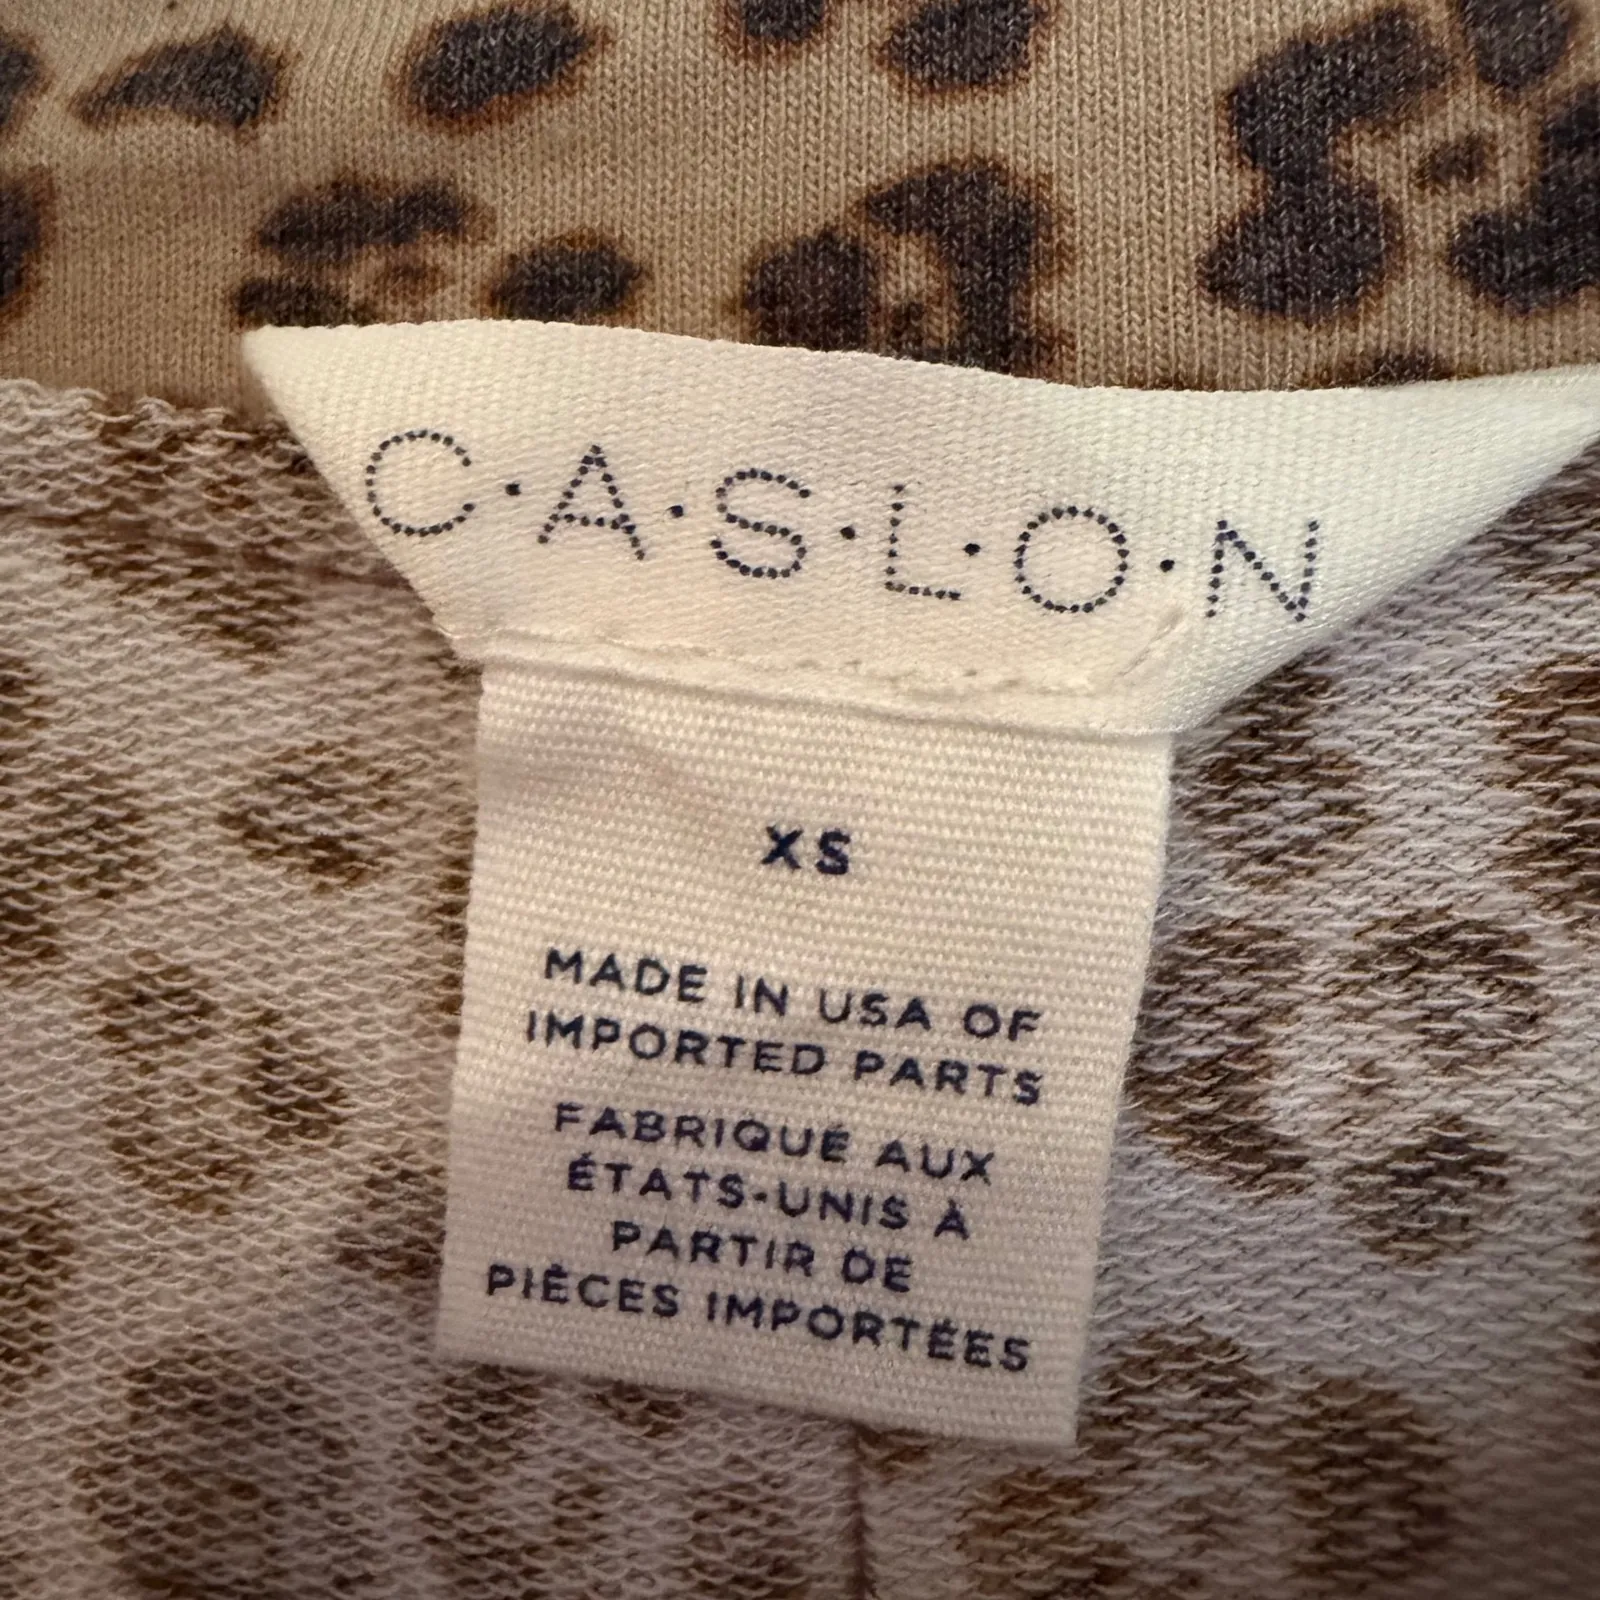 C·A·S·L·O·N
XS
MADE IN USA OF
IMPORTED PARTS
FABRIQUÉ AUX
ÉTATS-UNIS À
PARTIR DE
PIÈCES IMPORTÉES